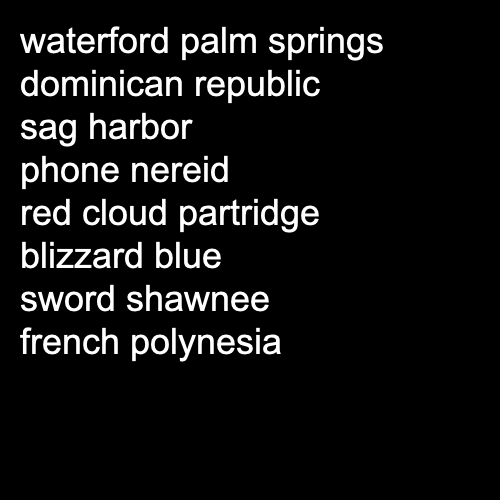 waterford palm springs
dominican republic
sag harbor
phone nereid
red cloud partridge
blizzard blue
sword shawnee
french polynesia